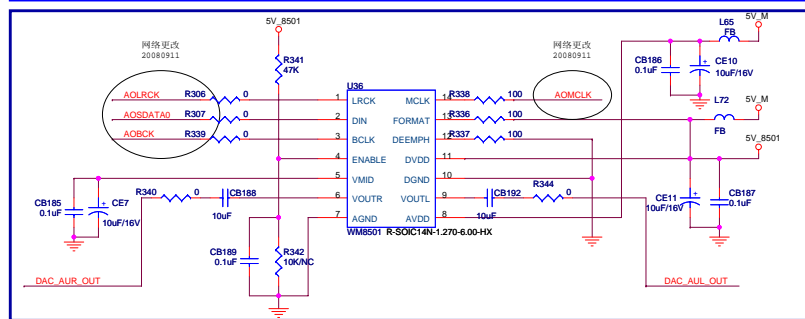 5V_8501
网络更改
20080911
R341
47K
网络更改
20080911
L65
FB
5V_M
CB186
0.1uF
CE10
10uF/16V
U36
AOLRCK
R306
0
1
LRCK
MCLK
14
R338
100
AOMCLK
AOSDATA0
R307
0
2
DIN
FORMAT
13
R336
100
L72
FB
5V_M
AOBCK
R339
0
3
BCLK
DEEMPH
12
R337
100
5V_8501
4
ENABLE
DVDD
11
5
VMID
DGND
10
6
VOUTR
VOUTL
9
7
AGND
AVDD
8
CB185
0.1uF
CE7
10uF/16V
R340
0
CB188
10uF
CB192
10uF
R344
0
CE11
10uF/16V
CB187
0.1uF
WM8501 R-SOIC14N-1.270-6.00-HX
CB189
0.1uF
R342
10K/NC
DAC_AUR_OUT
DAC_AUL_OUT